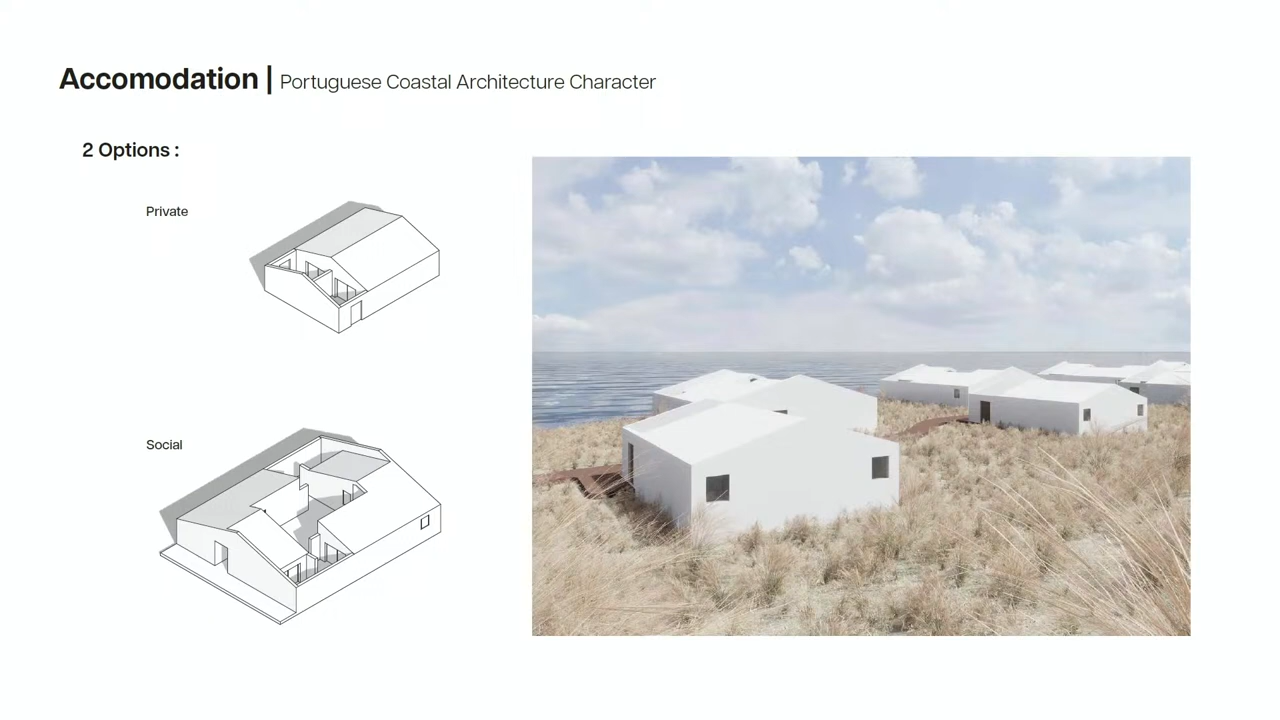 Accomodation | Portuguese Coastal Architecture Character
2 Options :
Private
Social